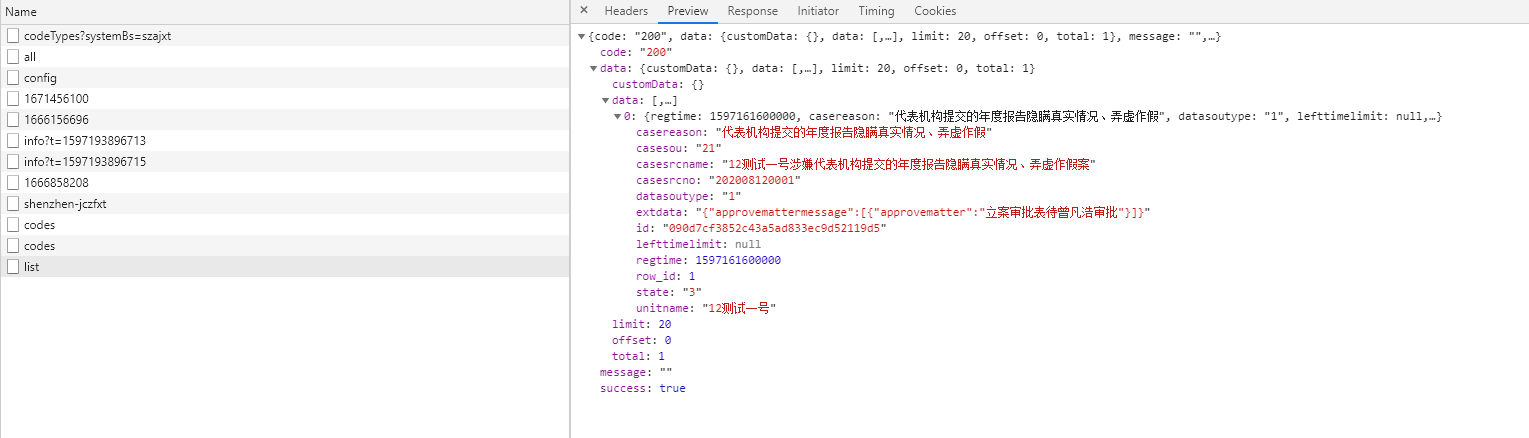 Name
codeTypes?systemBs=szajxt
all
config
1671456100
1666156696
info?t=1597193896713
info?t=1597193896715
1666858208
shenzhen-jczfxt
codes
codes
list
× Headers Preview Response Initiator Timing Cookies
▼{code: "200", data: {customData: {}, data: [,…], limit: 20, offset: 0, total: 1}, message: "",…}
code: "200"
▼data: {customData: {}, data: [,…], limit: 20, offset: 0, total: 1}
customData: {}
▼data: [,…]
▼0: {regtime: 1597161600000, casereason: "代表机构提交的年度报告隐瞒真实情况、弄虚作假", datasoutype: "1", lefttimelimit: null,…}
casereason: "代表机构提交的年度报告隐瞒真实情况、弄虚作假"
casesou: "21"
casesrcname: "12测试一号涉嫌代表机构提交的年度报告隐瞒真实情况、弄虚作假案"
casesrcno: "202008120001"
datasoutype: "1"
extdata: "{"approvemattermessage":[{"approvematter":"立案审批表待曾凡浩审批"}]}"
id: "090d7cf3852c43a5ad833ec9d52119d5"
lefttimelimit: null
regtime: 1597161600000
row_id: 1
state: "3"
unitname: "12测试一号"
limit: 20
offset: 0
total: 1
message: ""
success: true